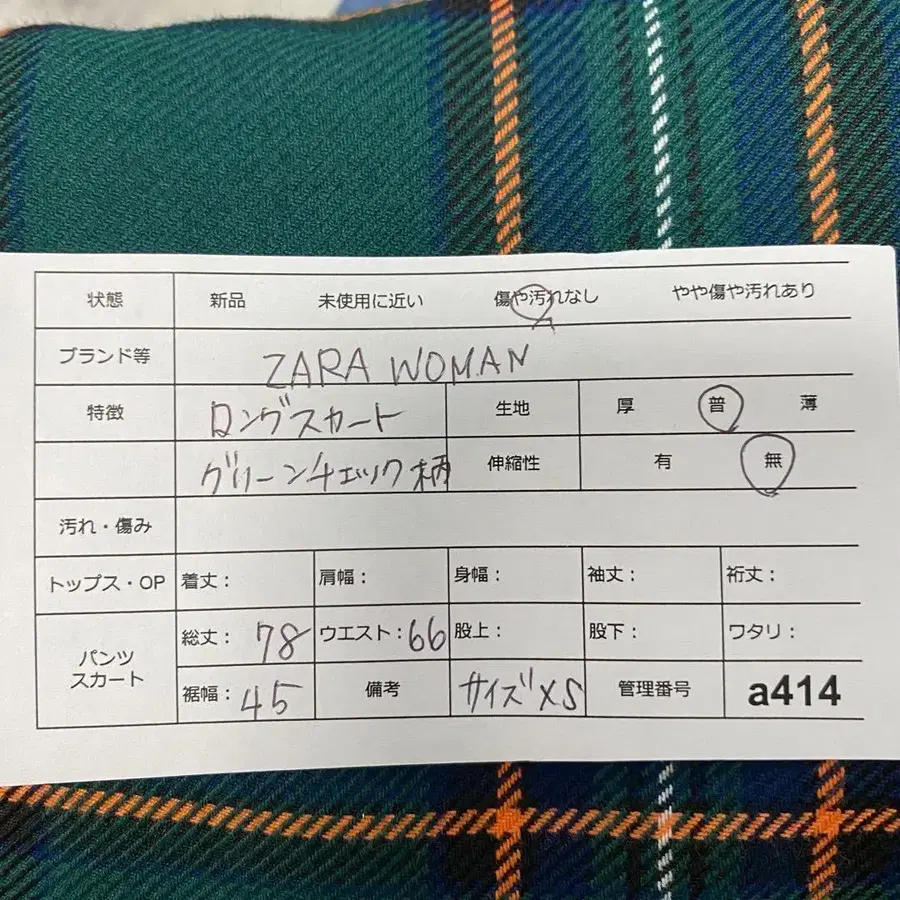 状態 新品 未使用に近い 傷や汚れなし やや傷や汚れあり
ブランド等 ZARA WOMAN
特徴 ロングスカート 生地 厚 普 薄
グリーンチェック柄 伸縮性 有 無
汚れ・傷み
トップス・OP 着丈: 肩幅: 身幅: 袖丈: 裄丈:
パンツ スカート 総丈: 78 ウエスト: 66 股上: 股下: ワタリ:
裾幅: 45 備考 サイズXS 管理番号 a414